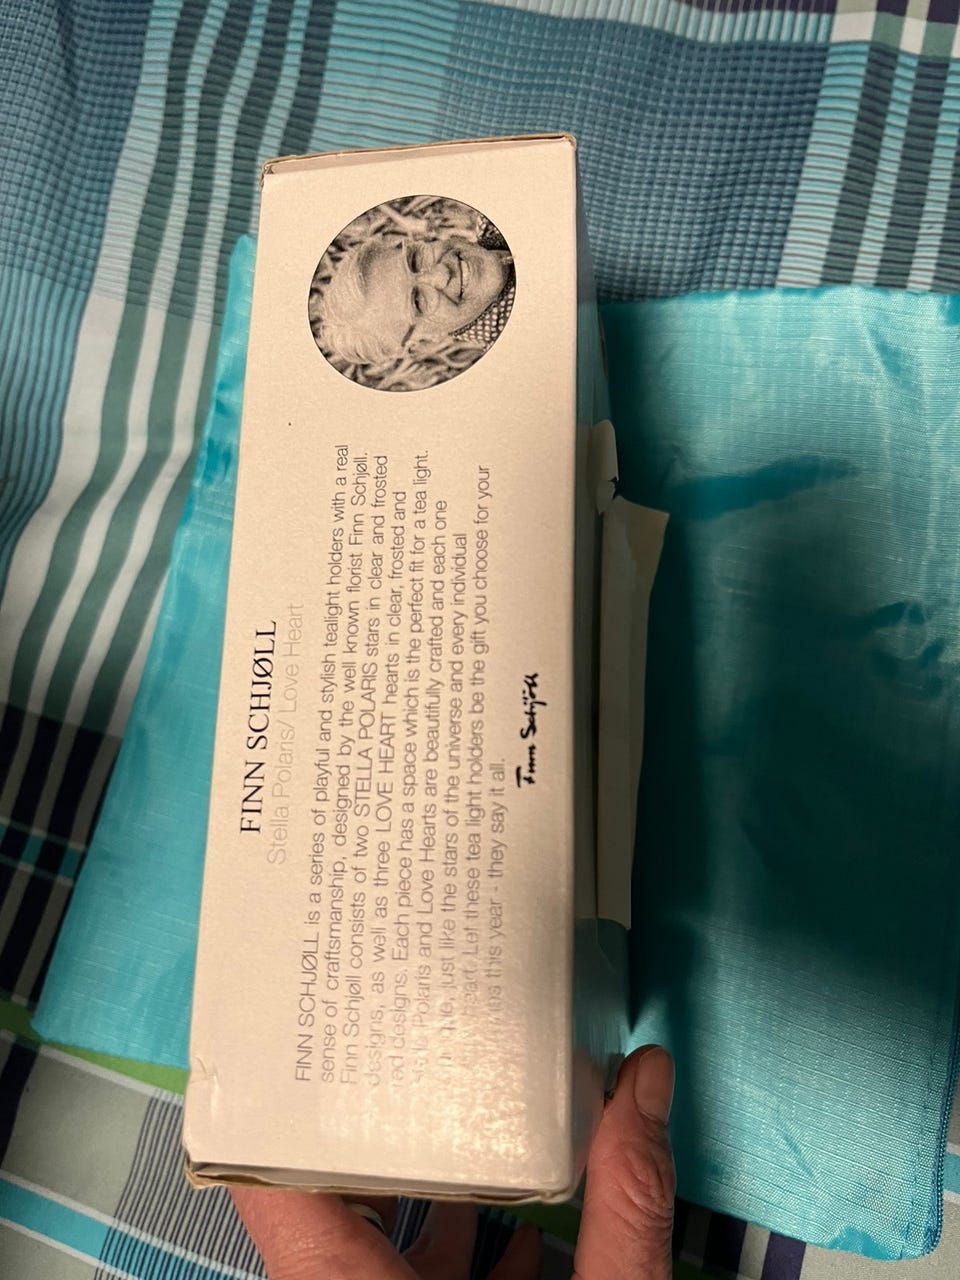 FINN SCHJØLL
Stella Polaris/ Love Heart
FINN SCHJØLL is a series of playful and stylish tealight holders with a real
sense of craftsmanship, designed by the well known florist Finn Schjøll.
Finn Schjøll consists of two STELLA POLARIS stars in clear and frosted
designs, as well as three LOVE HEART hearts in clear, frosted and
red designs. Each piece has a space which is the perfect fit for a tea light.
Polaris and Love Hearts are beautifully crafted and each one
just like the stars of the universe and every individual
heart. Let these tea light holders be the gift you choose for your
this year - they say it all.
Finn Schjøll